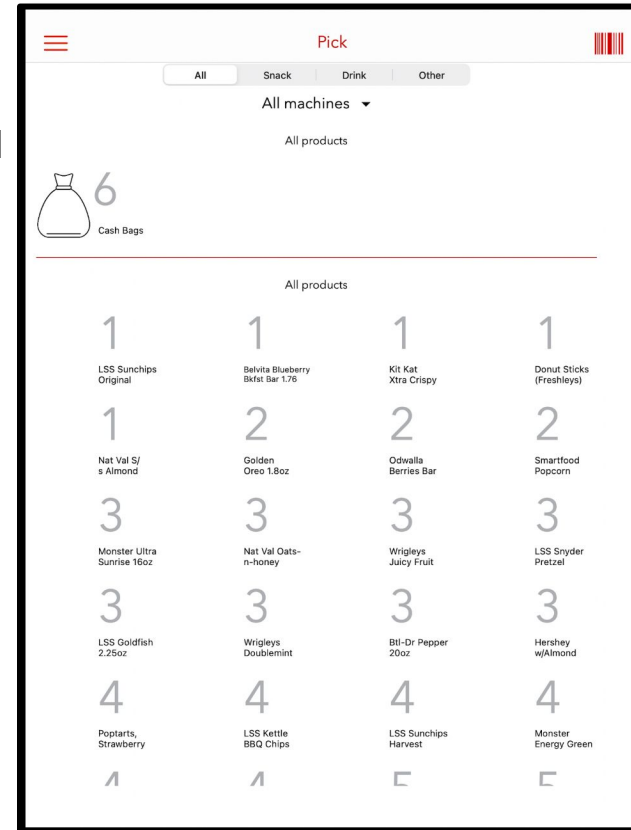 Pick
All Snack Drink Other
All machines
All products
6
Cash Bags
All products
1 1 1 1
LSS Sunchips Belvita Blueberry Kit Kat Donut Sticks
Original Bkfst Bar 1.76 Xtra Crispy (Freshleys)
1 2 2 2
Nat Val S/ Golden Odwalla Smartfood
s Almond Oreo 1.8oz Berries Bar Popcorn
3 3 3 3
Monster Ultra Nat Val Oats- Wrigleys LSS Snyder
Sunrise 16oz n-honey Juicy Fruit Pretzel
3 3 3 3
LSS Goldfish Wrigleys Btl-Dr Pepper Hershey
2.25oz Doublemint 20oz w/Almond
4 4 4 4
Poptarts, LSS Kettle LSS Sunchips Monster
Strawberry BBQ Chips Harvest Energy Green
4 4 5 5